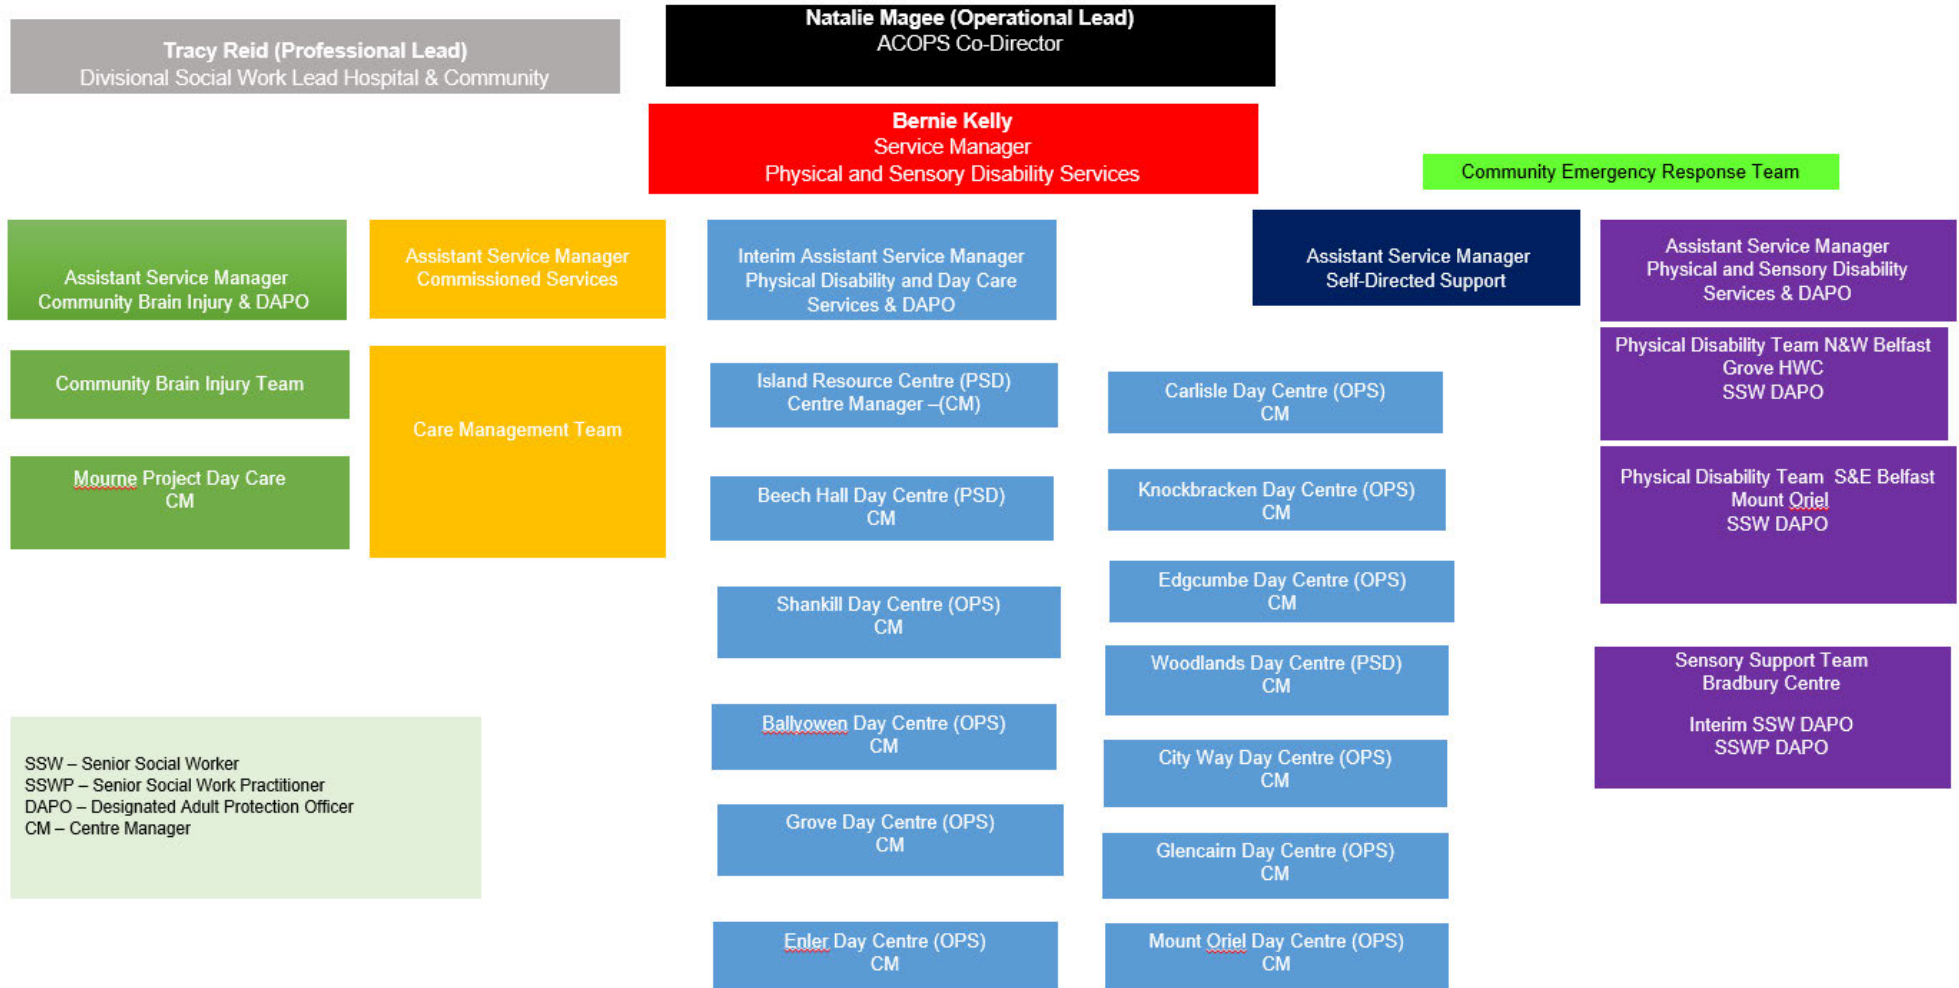 Tracy Reid (Professional Lead)
Divisional Social Work Lead Hospital & Community
Natalie Magee (Operational Lead)
ACOPS Co-Director
Bernie Kelly
Service Manager
Physical and Sensory Disability Services
Community Emergency Response Team
Assistant Service Manager
Community Brain Injury & DAPO
Community Brain Injury Team
Mourne Project Day Care
CM
Assistant Service Manager
Commissioned Services
Care Management Team
Interim Assistant Service Manager
Physical Disability and Day Care
Services & DAPO
Island Resource Centre (PSD)
Centre Manager –(CM)
Beech Hall Day Centre (PSD)
CM
Shankill Day Centre (OPS)
CM
Ballyowen Day Centre (OPS)
CM
Grove Day Centre (OPS)
CM
Enler Day Centre (OPS)
CM
Carlisle Day Centre (OPS)
CM
Knockbracken Day Centre (OPS)
CM
Edgcumbe Day Centre (OPS)
CM
Woodlands Day Centre (PSD)
CM
City Way Day Centre (OPS)
CM
Glencairn Day Centre (OPS)
CM
Mount Oriel Day Centre (OPS)
CM
Assistant Service Manager
Self-Directed Support
Assistant Service Manager
Physical and Sensory Disability
Services & DAPO
Physical Disability Team N&W Belfast
Grove HWC
SSW DAPO
Physical Disability Team S&E Belfast
Mount Oriel
SSW DAPO
Sensory Support Team
Bradbury Centre
Interim SSW DAPO
SSWP DAPO
SSW – Senior Social Worker
SSWP – Senior Social Work Practitioner
DAPO – Designated Adult Protection Officer
CM – Centre Manager